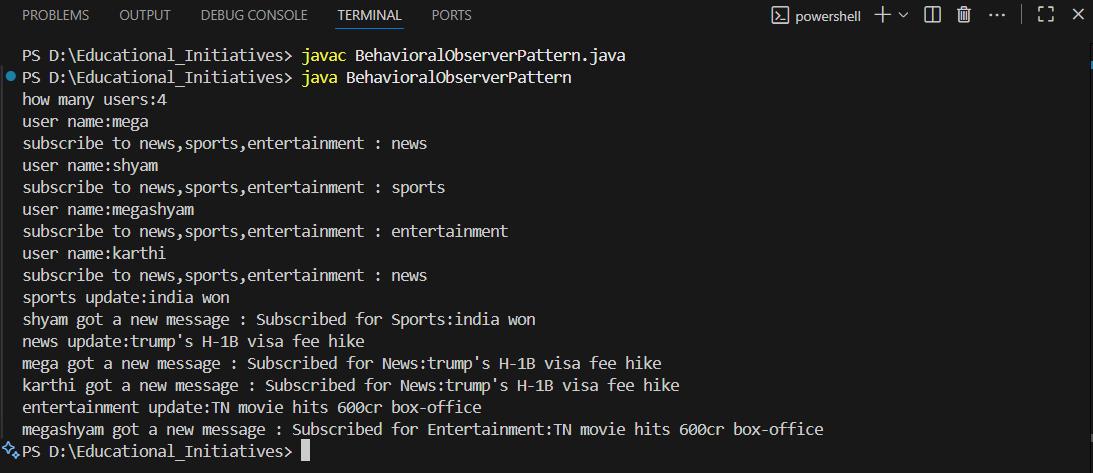 PROBLEMS OUTPUT DEBUG CONSOLE TERMINAL PORTS powershell
PS D:\Educational_Initiatives> javac BehavioralObserverPattern.java
PS D:\Educational_Initiatives> java BehavioralObserverPattern
how many users:4
user name:mega
subscribe to news,sports,entertainment : news
user name:shyam
subscribe to news,sports,entertainment : sports
user name:megashyam
subscribe to news,sports,entertainment : entertainment
user name:karthi
subscribe to news,sports,entertainment : news
sports update:india won
shyam got a new message : Subscribed for Sports:india won
news update:trump's H-1B visa fee hike
mega got a new message : Subscribed for News:trump's H-1B visa fee hike
karthi got a new message : Subscribed for News:trump's H-1B visa fee hike
entertainment update:TN movie hits 600cr box-office
megashyam got a new message : Subscribed for Entertainment:TN movie hits 600cr box-office
PS D:\Educational_Initiatives>